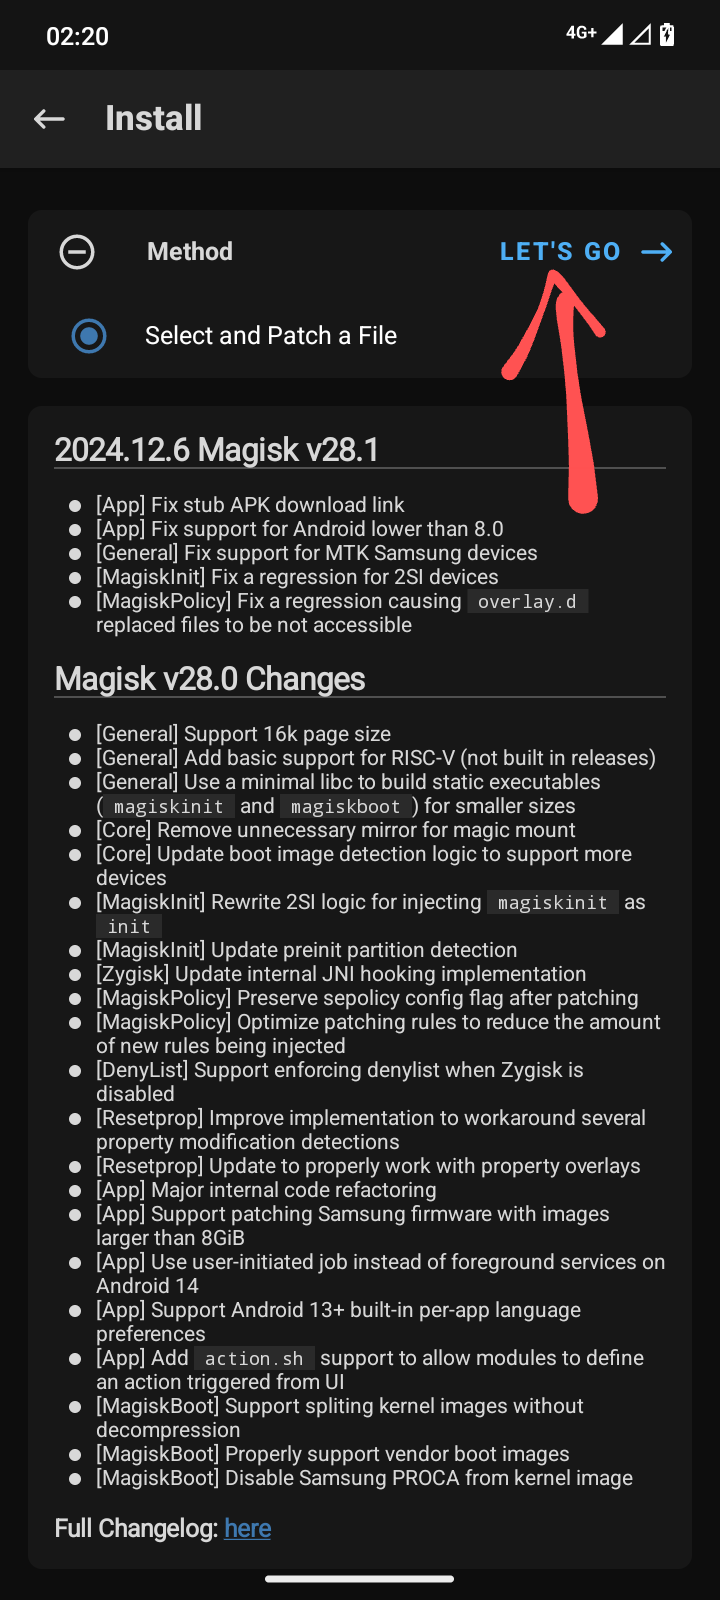 02:20
4G+
Install
Method
LET'S GO
Select and Patch a File
2024.12.6 Magisk v28.1
[App] Fix stub APK download link
[App] Fix support for Android lower than 8.0
[General] Fix support for MTK Samsung devices
[MagiskInit] Fix a regression for 2SI devices
[MagiskPolicy] Fix a regression causing overlay.d
replaced files to be not accessible
Magisk v28.0 Changes
[General] Support 16k page size
[General] Add basic support for RISC-V (not built in releases)
[General] Use a minimal libc to build static executables
( magiskinit and magiskboot ) for smaller sizes
[Core] Remove unnecessary mirror for magic mount
[Core] Update boot image detection logic to support more
devices
[MagiskInit] Rewrite 2SI logic for injecting magiskinit as
init
[MagiskInit] Update preinit partition detection
[Zygisk] Update internal JNI hooking implementation
[MagiskPolicy] Preserve sepolicy config flag after patching
[MagiskPolicy] Optimize patching rules to reduce the amount
of new rules being injected
[DenyList] Support enforcing denylist when Zygisk is
disabled
[Resetprop] Improve implementation to workaround several
property modification detections
[Resetprop] Update to properly work with property overlays
[App] Major internal code refactoring
[App] Support patching Samsung firmware with images
larger than 8GiB
[App] Use user-initiated job instead of foreground services on
Android 14
[App] Support Android 13+ built-in per-app language
preferences
[App] Add action.sh support to allow modules to define
an action triggered from UI
[MagiskBoot] Support spliting kernel images without
decompression
[MagiskBoot] Properly support vendor boot images
[MagiskBoot] Disable Samsung PROCA from kernel image
Full Changelog: here